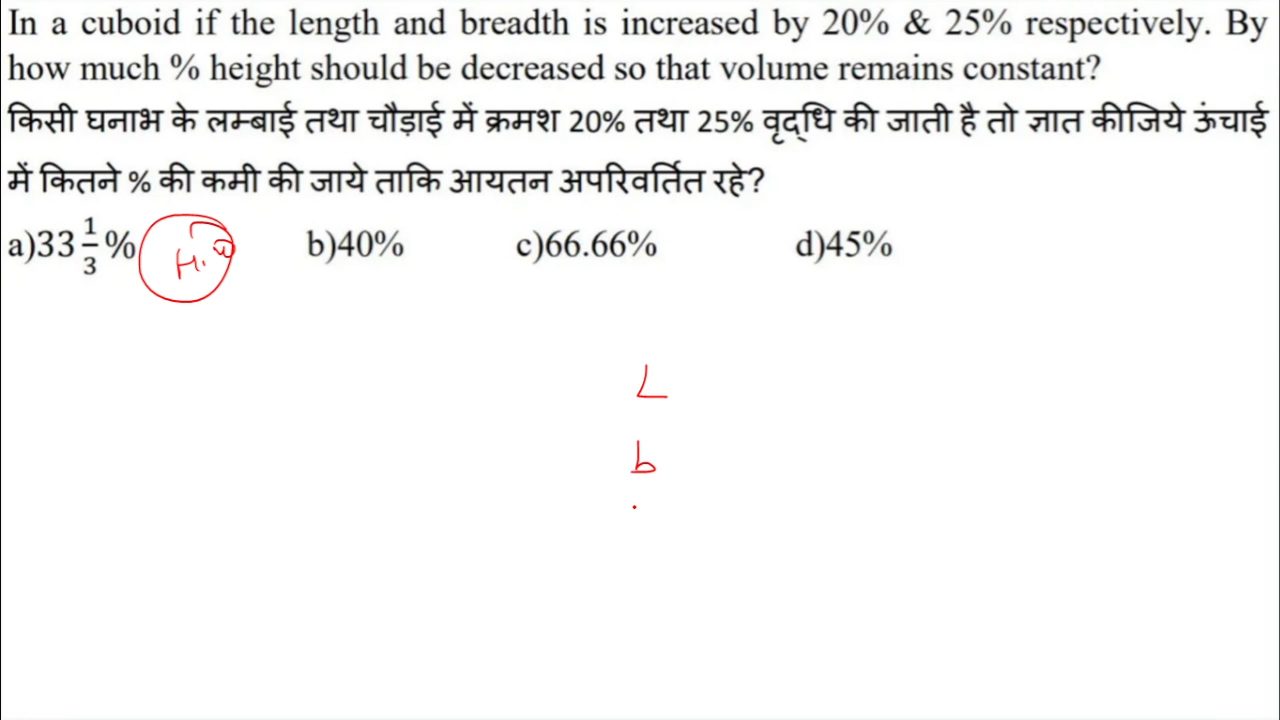 In a cuboid if the length and breadth is increased by 20% & 25% respectively. By
how much % height should be decreased so that volume remains constant?
किसी घनाभ के लम्बाई तथा चौड़ाई में क्रमश 20% तथा 25% वृद्धि की जाती है तो ज्ञात कीजिये ऊंचाई
में कितने % की कमी की जाये ताकि आयतन अपरिवर्तित रहे?
a)33 1/3 % H. b)40% c)66.66% d)45%
L
b